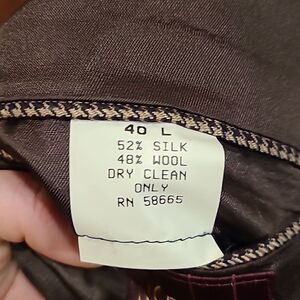 40 L
52% SILK
48% WOOL
DRY CLEAN
ONLY
RN 58665